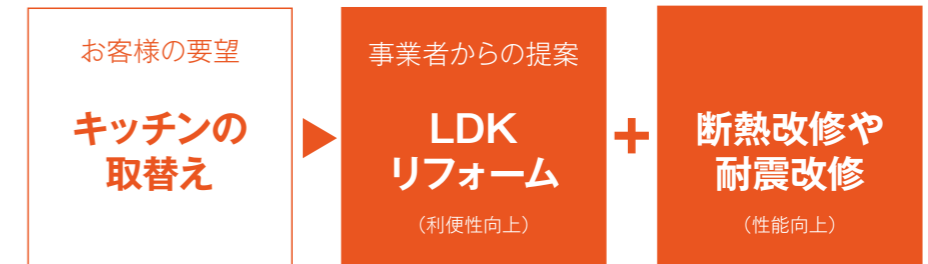 お客様の要望
キッチンの
取替え
事業者からの提案
LDK
リフォーム
（利便性向上）
+
断熱改修や
耐震改修
（性能向上）